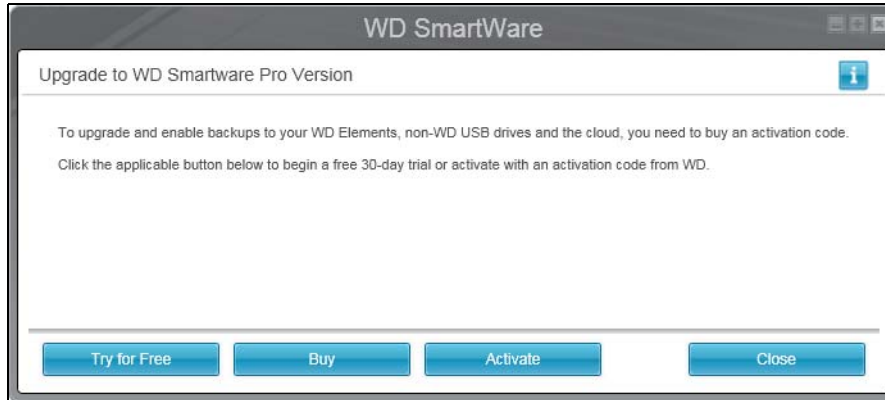 WD SmartWare
Upgrade to WD Smartware Pro Version
i
To upgrade and enable backups to your WD Elements, non-WD USB drives and the cloud, you need to buy an activation code.
Click the applicable button below to begin a free 30-day trial or activate with an activation code from WD.
Try for Free
Buy
Activate
Close